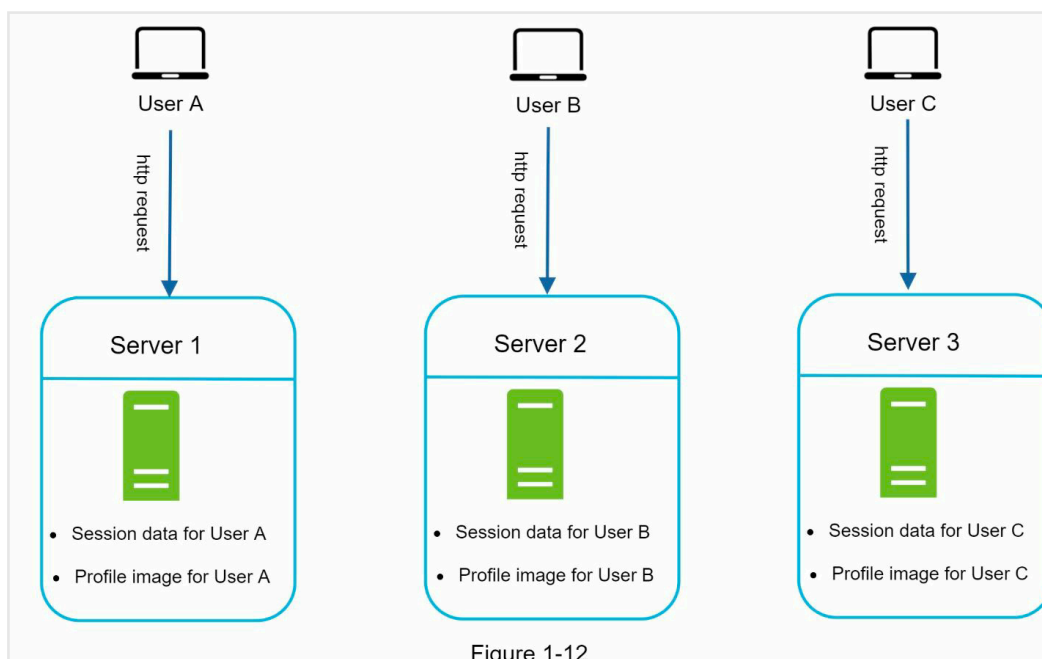 User A
User B
User C
http request
http request
http request
Server 1
Server 2
Server 3
• Session data for User A
• Profile image for User A
• Session data for User B
• Profile image for User B
• Session data for User C
• Profile image for User C
Figure 1-12